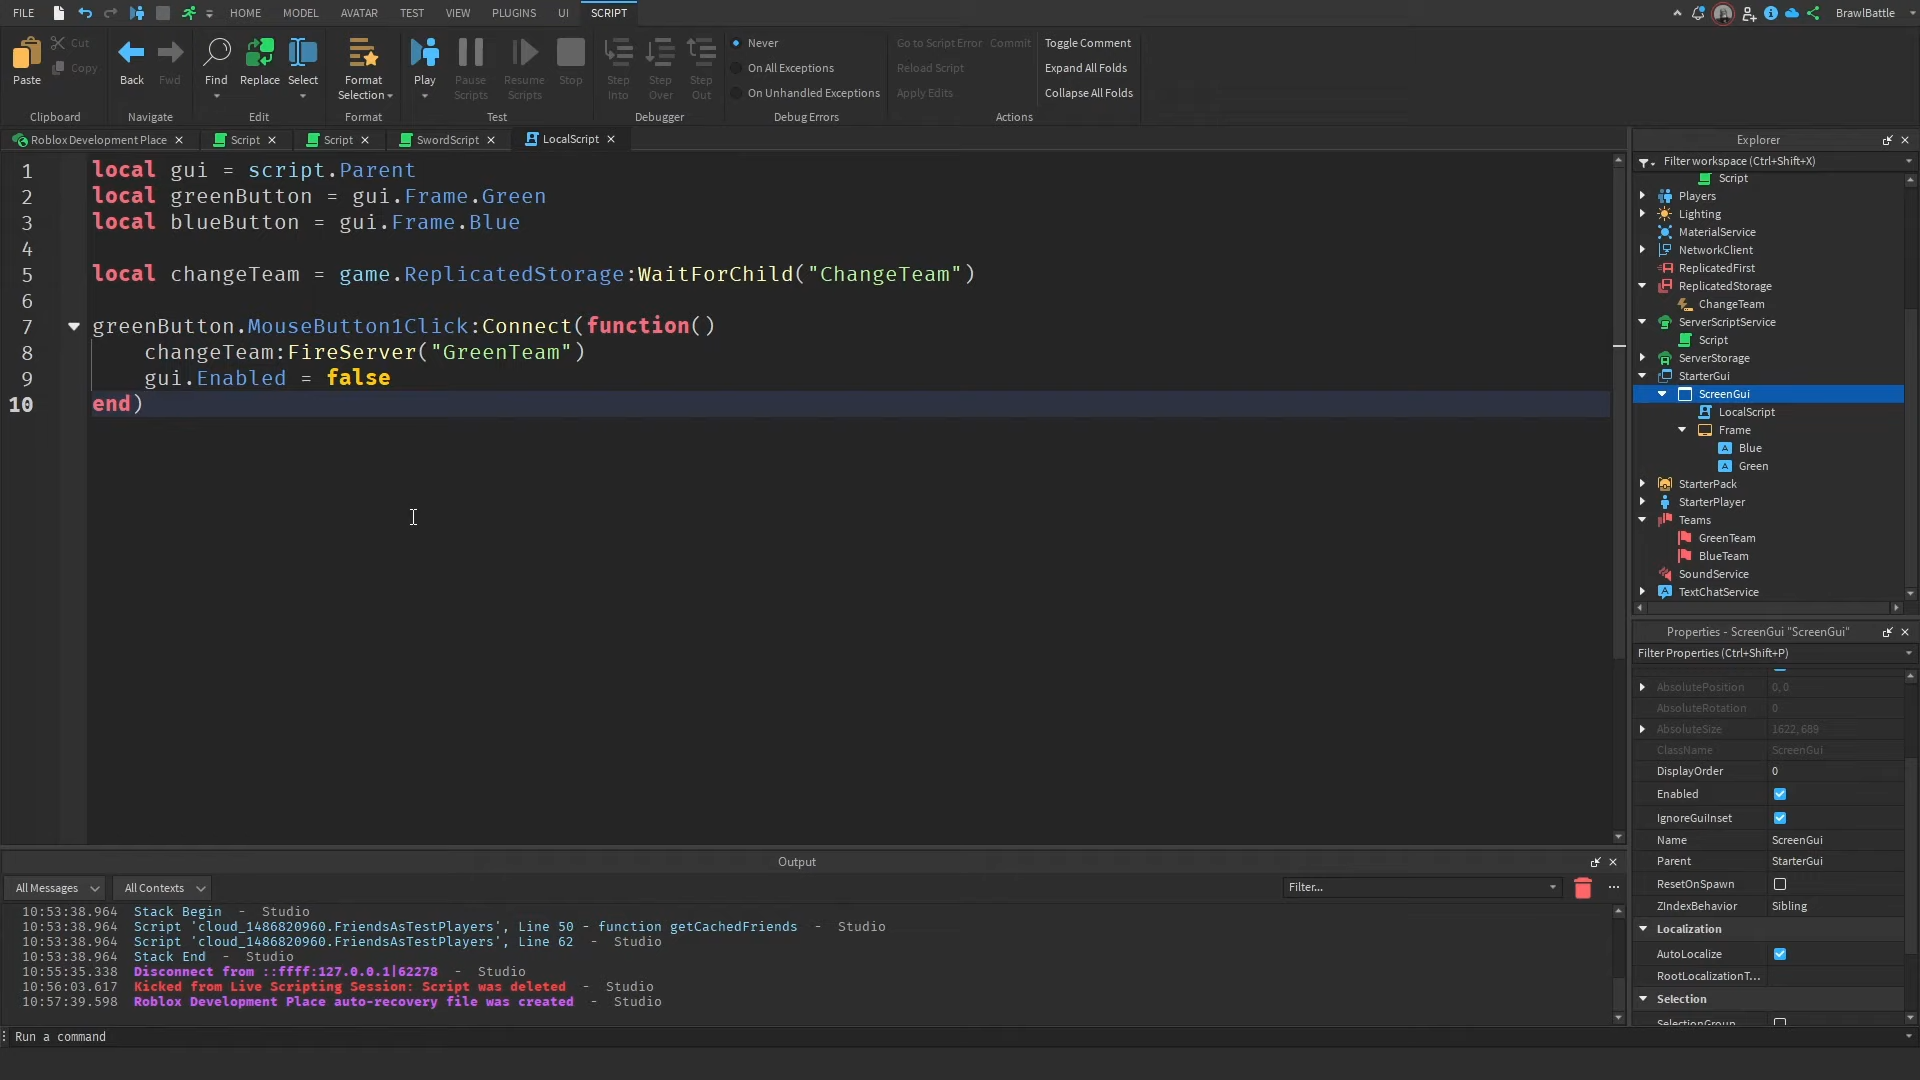 FILE HOME MODEL AVATAR TEST VIEW PLUGINS UI SCRIPT BrawlBattle
Paste Cut Copy Back Fwd Find Replace Select Format Selection Play Pause Scripts Resume Scripts Stop Step Into Step Over Step Out
Never Go to Script Error Commit Toggle Comment
On All Exceptions Reload Script Expand All Folds
On Unhandled Exceptions Apply Edits Collapse All Folds
Clipboard Navigate Edit Format Test Debugger Debug Errors Actions
Roblox Development Place Script Script SwordScript LocalScript
1 local gui = script.Parent
2 local greenButton = gui.Frame.Green
3 local blueButton = gui.Frame.Blue
4
5 local changeTeam = game.ReplicatedStorage:WaitForChild("ChangeTeam")
6
7 greenButton.MouseButton1Click:Connect(function()
8 changeTeam:FireServer("GreenTeam")
9 gui.Enabled = false
10 end)
Explorer
Filter workspace (Ctrl+Shift+X)
Script
Players
Lighting
MaterialService
NetworkClient
ReplicatedFirst
ReplicatedStorage
ChangeTeam
ServerScriptService
Script
ServerStorage
StarterGui
ScreenGui
LocalScript
Frame
Blue
Green
StarterPack
StarterPlayer
Teams
GreenTeam
BlueTeam
SoundService
TextChatService
Properties - ScreenGui "ScreenGui"
Filter Properties (Ctrl+Shift+P)
AbsolutePosition 0, 0
AbsoluteRotation 0
AbsoluteSize 1622, 689
ClassName ScreenGui
DisplayOrder 0
Enabled
IgnoreGuiInset
Name ScreenGui
Parent StarterGui
ResetOnSpawn
ZIndexBehavior Sibling
Localization
AutoLocalize
RootLocalizationT...
Selection
SelectionGroup
Output
All Messages All Contexts Filter... ...
10:53:38.964 Stack Begin - Studio
10:53:38.964 Script 'cloud_1486820960.FriendsAsTestPlayers', Line 50 - function getCachedFriends - Studio
10:53:38.964 Script 'cloud_1486820960.FriendsAsTestPlayers', Line 62 - Studio
10:53:38.964 Stack End - Studio
10:55:35.338 Disconnect from ::ffff:127.0.0.1|62278 - Studio
10:56:03.617 Kicked from Live Scripting Session: Script was deleted - Studio
10:57:39.598 Roblox Development Place auto-recovery file was created - Studio
Run a command